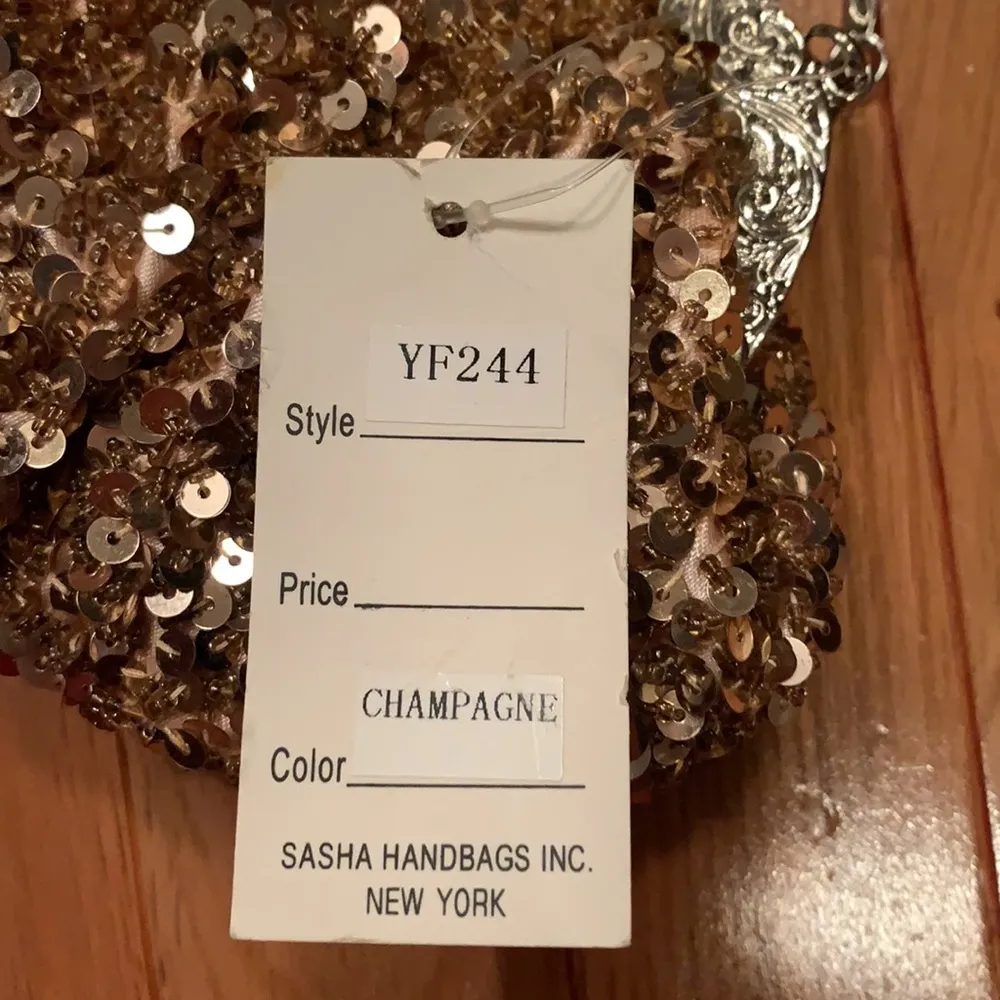 YF244
Style
Price
CHAMPAGNE
Color
SASHA HANDBAGS INC.
NEW YORK